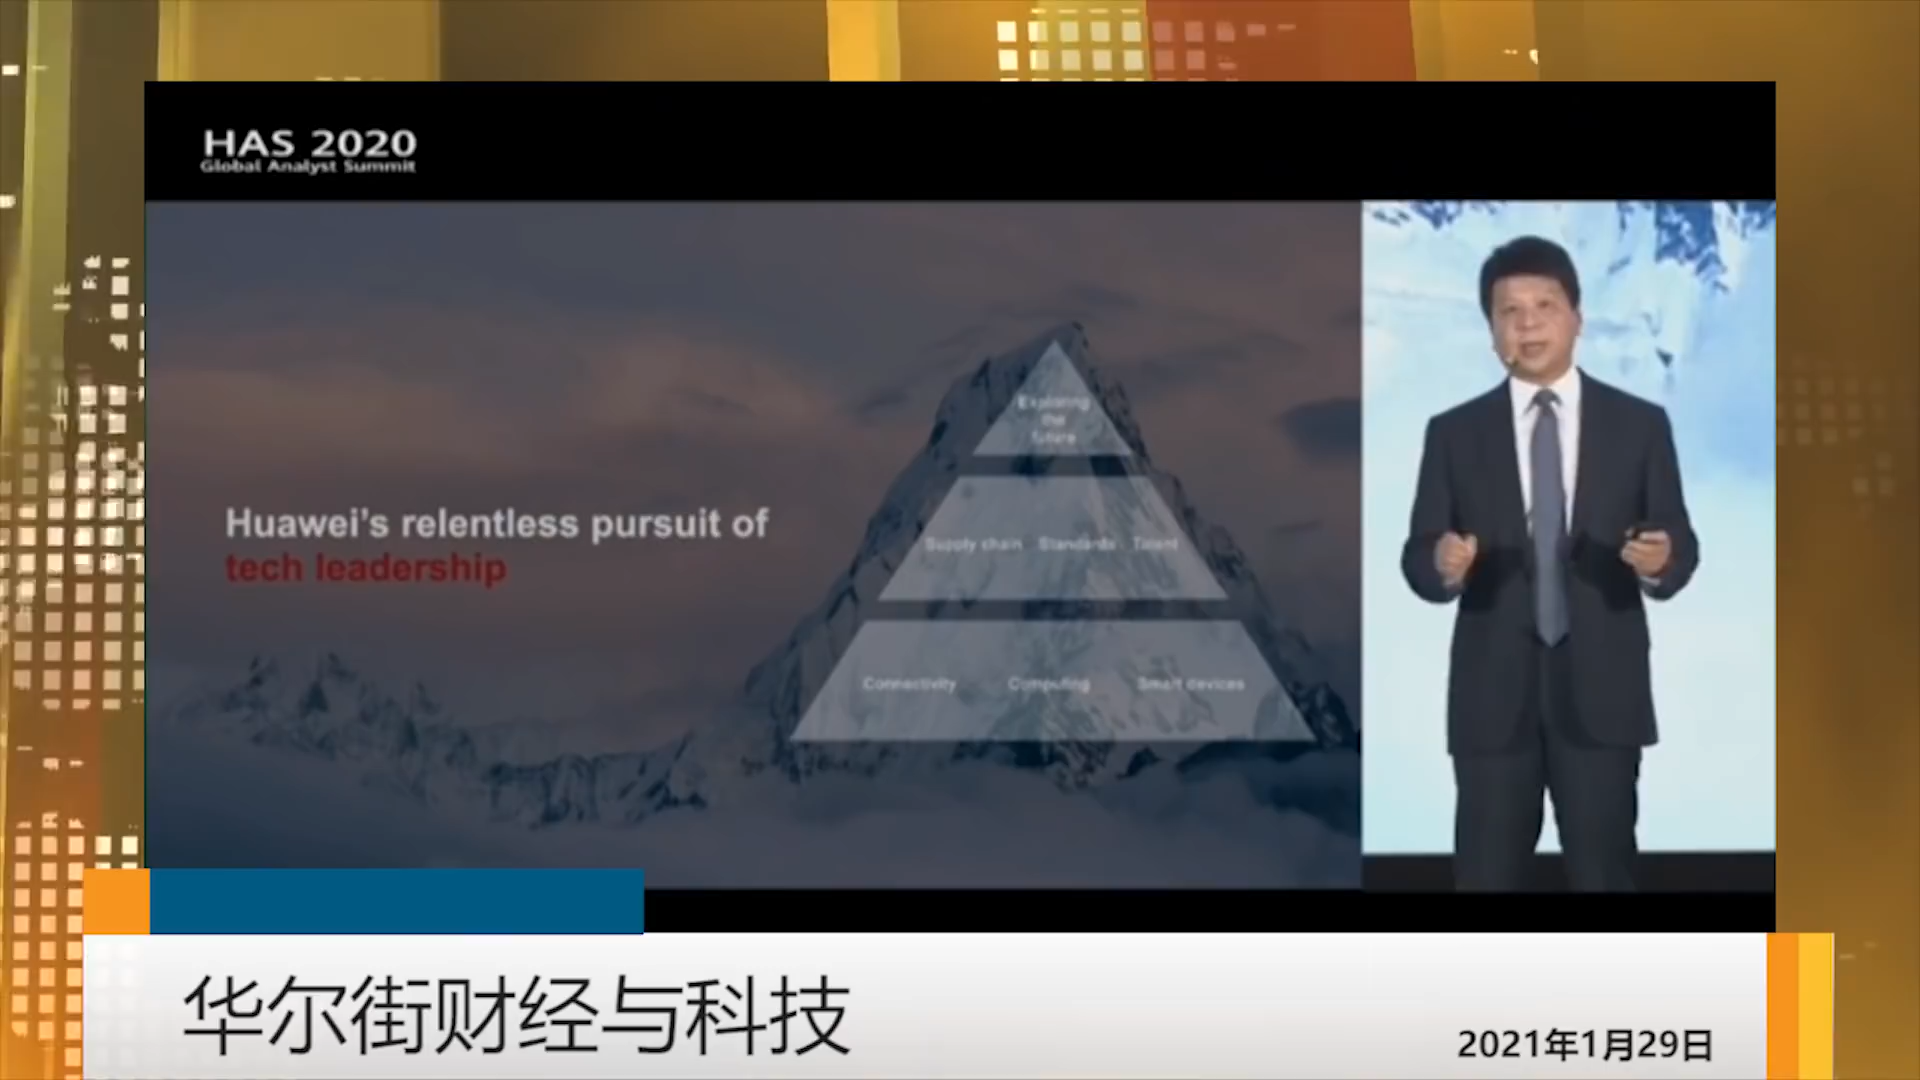 HAS 2020
Global Analyst Summit
Exploring
the
future
Huawei's relentless pursuit of
tech leadership
Supply chain Standards Talent
Connectivity Computing Smart devices
华尔街财经与科技
2021年1月29日